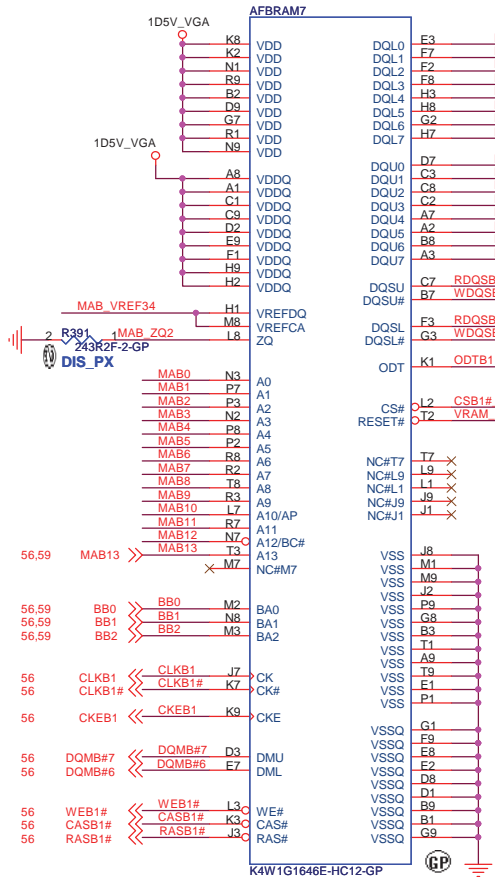 AFBRAM7
1D5V_VGA
K8 VDD
K2 VDD
N1 VDD
R9 VDD
B2 VDD
D9 VDD
G7 VDD
R1 VDD
N9 VDD
1D5V_VGA
A8 VDDQ
A1 VDDQ
C1 VDDQ
C9 VDDQ
D2 VDDQ
E9 VDDQ
F1 VDDQ
H9 VDDQ
H2 VDDQ
MAB_VREF34 H1 VREFDQ
M8 VREFCA
2 R391 1 MAB_ZQ2 L8 ZQ
243R2F-2-GP
DIS_PX
MAB0 N3 A0
MAB1 P7 A1
MAB2 P3 A2
MAB3 N2 A3
MAB4 P8 A4
MAB5 P2 A5
MAB6 R8 A6
MAB7 R2 A7
MAB8 T8 A8
MAB9 R3 A9
MAB10 L7 A10/AP
MAB11 R7 A11
MAB12 N7 A12/BC#
56,59 MAB13 MAB13 T3 A13
M7 NC#M7
56,59 BB0 BB0 M2 BA0
56,59 BB1 BB1 N8 BA1
56,59 BB2 BB2 M3 BA2
56 CLKB1 CLKB1 J7 CK
56 CLKB1# CLKB1# K7 CK#
56 CKEB1 CKEB1 K9 CKE
56 DQMB#7 DQMB#7 D3 DMU
56 DQMB#6 DQMB#6 E7 DML
56 WEB1# WEB1# L3 WE#
56 CASB1# CASB1# K3 CAS#
56 RASB1# RASB1# J3 RAS#
DQL0 E3
DQL1 F7
DQL2 F2
DQL3 F8
DQL4 H3
DQL5 H8
DQL6 G2
DQL7 H7
DQU0 D7
DQU1 C3
DQU2 C8
DQU3 C2
DQU4 A7
DQU5 A2
DQU6 B8
DQU7 A3
DQSU C7 RDQSB
DQSU# B7 WDQSB
DQSL F3 RDQSB
DQSL# G3 WDQSB
ODT K1 ODTB1
CS# L2 CSB1#
RESET# T2 VRAM_
NC#T7 T7
NC#L9 L9
NC#L1 L1
NC#J9 J9
NC#J1 J1
VSS J8
VSS M1
VSS M9
VSS J2
VSS P9
VSS G8
VSS B3
VSS T1
VSS A9
VSS T9
VSS E1
VSS P1
VSSQ G1
VSSQ F9
VSSQ E8
VSSQ E2
VSSQ D8
VSSQ D1
VSSQ B9
VSSQ B1
VSSQ G9
GP
K4W1G1646E-HC12-GP